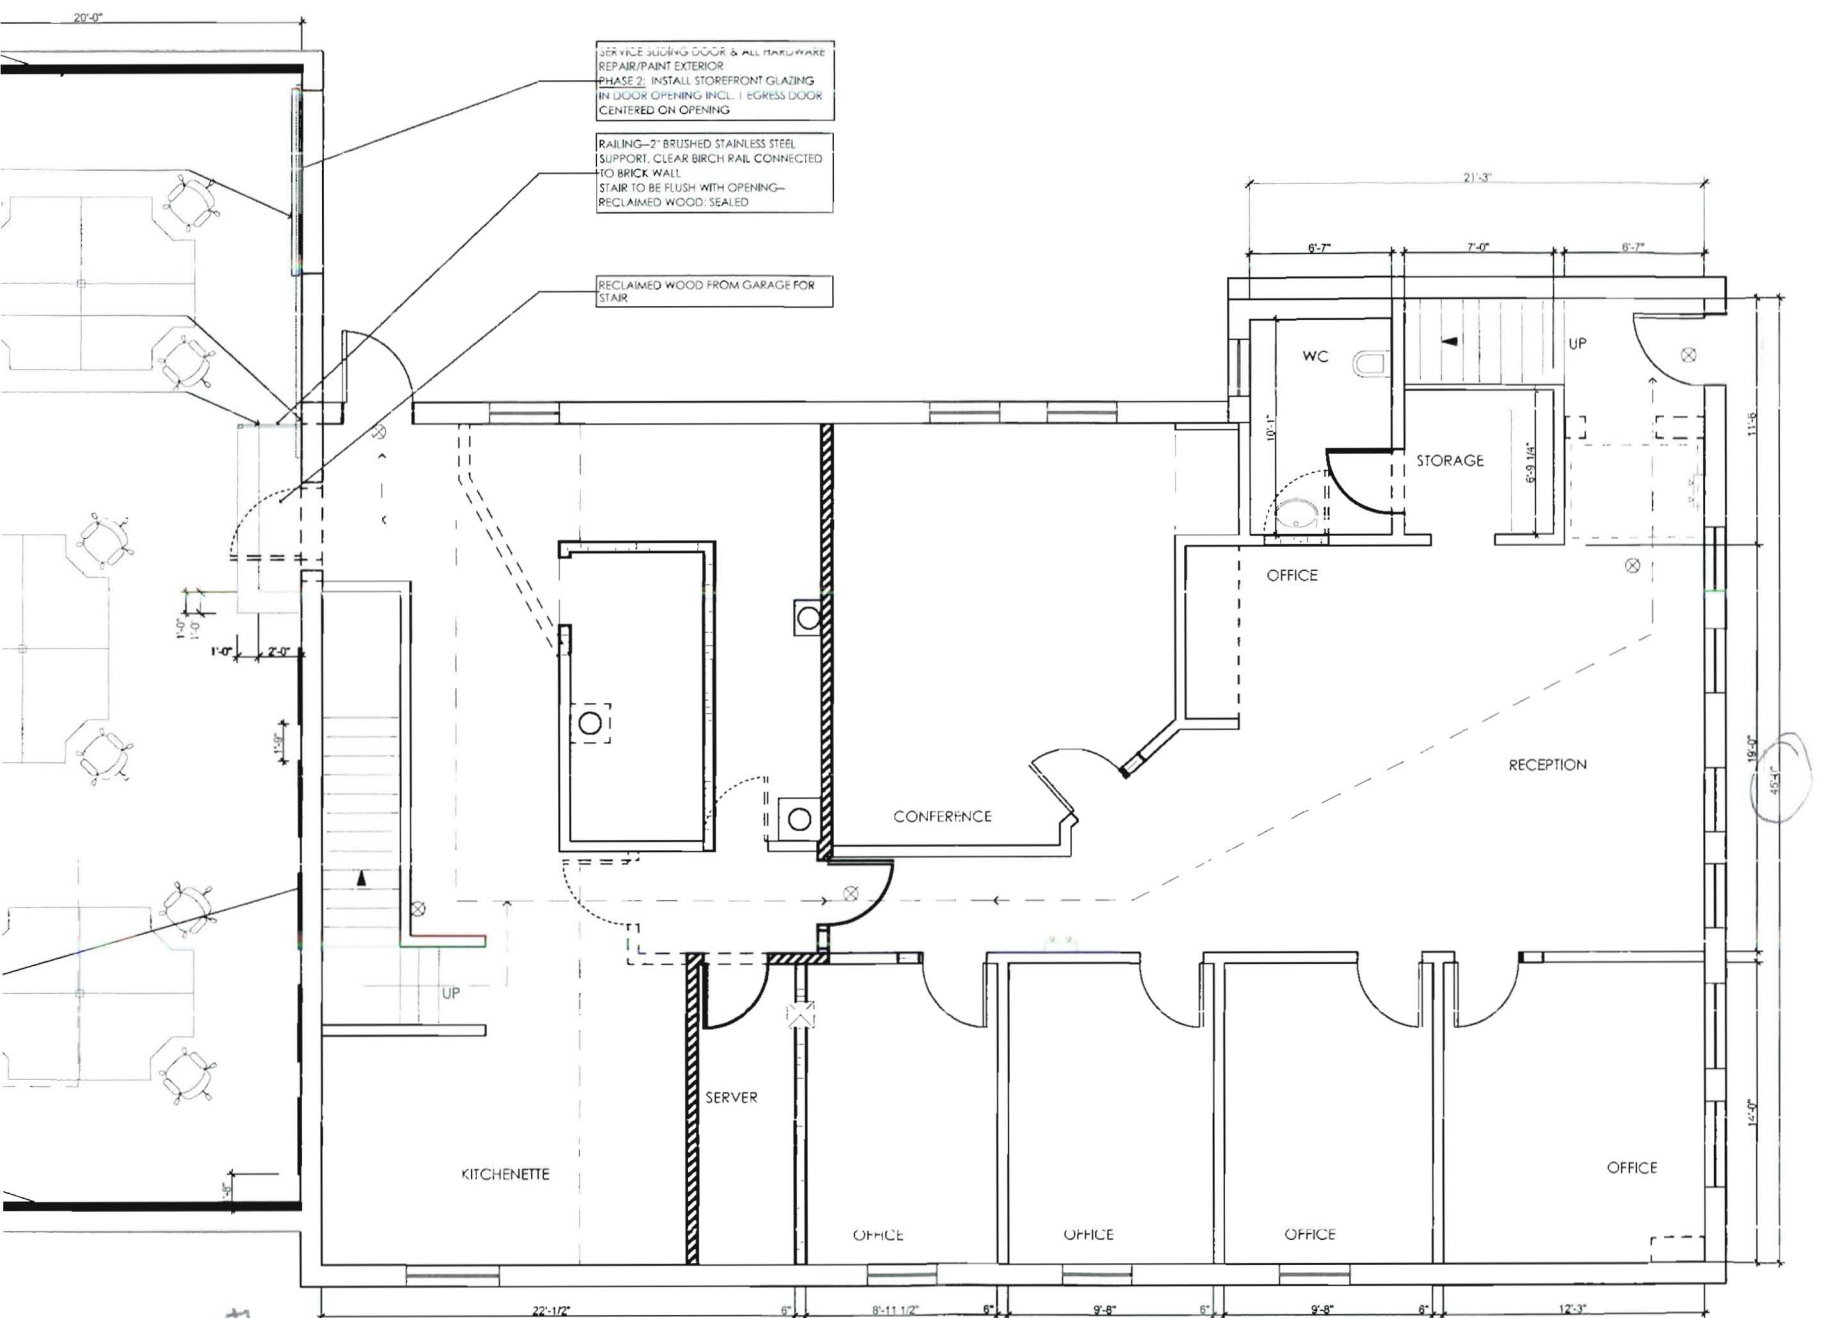 20'-0"
SERVICE SLIDING DOOR & ALL HARDWARE
REPAIR/PAINT EXTERIOR
PHASE 2: INSTALL STOREFRONT GLAZING
IN DOOR OPENING INCL. 1 EGRESS DOOR
CENTERED ON OPENING
RAILING—2" BRUSHED STAINLESS STEEL
SUPPORT, CLEAR BIRCH RAIL CONNECTED
TO BRICK WALL
STAIR TO BE FLUSH WITH OPENING—
RECLAIMED WOOD; SEALED
RECLAIMED WOOD FROM GARAGE FOR
STAIR
21'-3"
6'-7"
7'-0"
6'-7"
WC
UP
10'-1"
STORAGE
6'-9 1/4"
11'-6
OFFICE
1'-0"
1'-0"
1'-0"
2'-0"
1'-9"
RECEPTION
19'-0"
CONFERENCE
UP
SERVER
KITCHENETTE
OFFICE
14'-0"
OFFICE
OFFICE
OFFICE
22'-1/2"
6"
8'-11 1/2"
6"
9'-8"
6"
9'-8"
6"
12'-3"